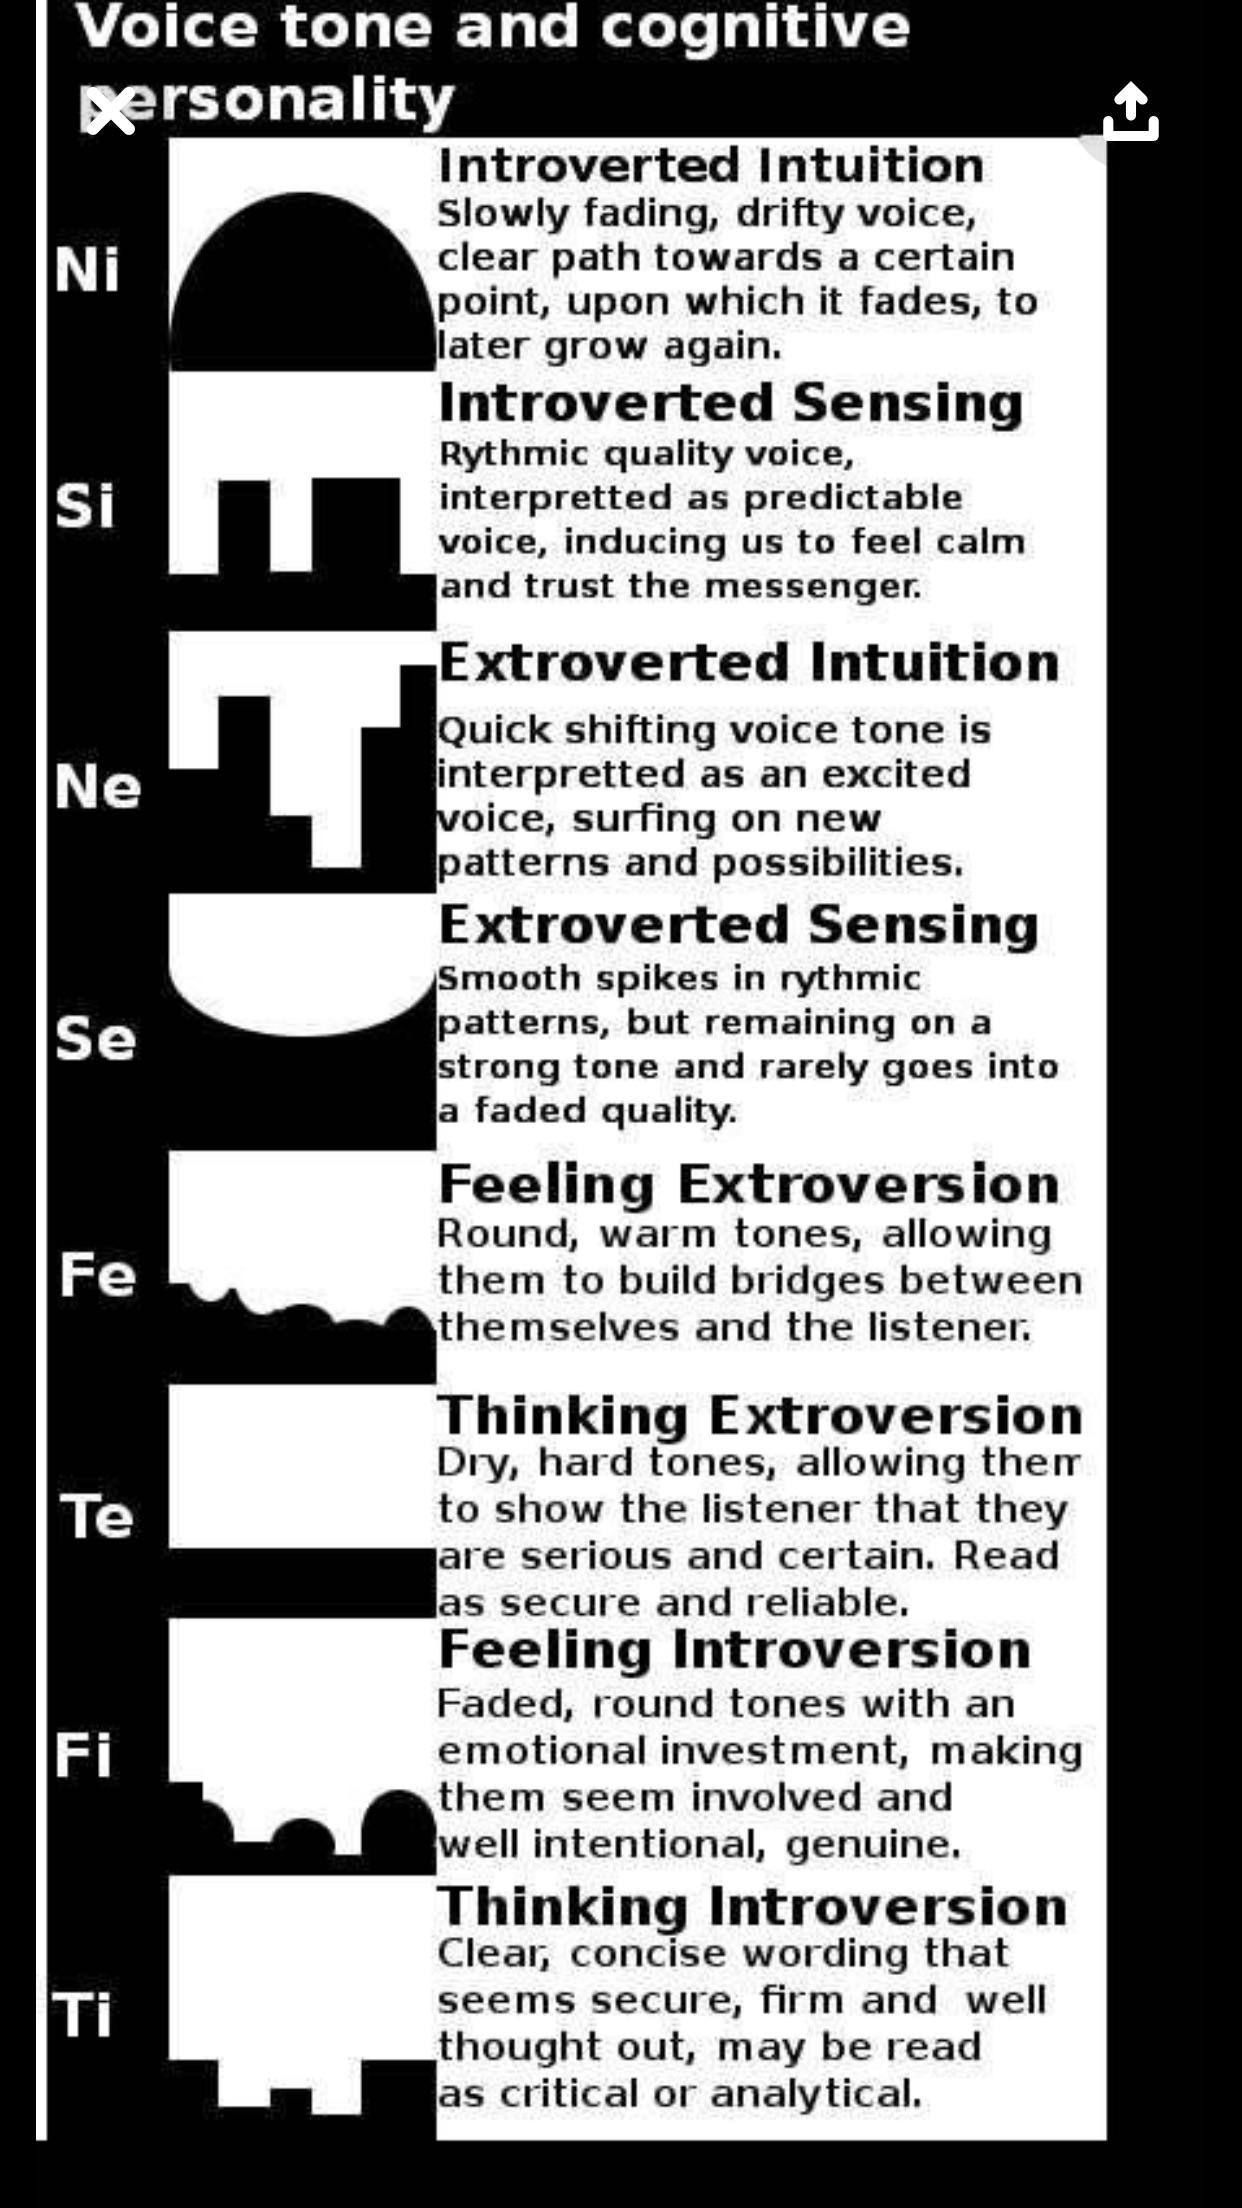 Voice tone and cognitive
personality
Ni
Introverted Intuition
Slowly fading, drifty voice,
clear path towards a certain
point, upon which it fades, to
later grow again.
Si
Introverted Sensing
Rythmic quality voice,
interpretted as predictable
voice, inducing us to feel calm
and trust the messenger.
Ne
Extroverted Intuition
Quick shifting voice tone is
interpretted as an excited
voice, surfing on new
patterns and possibilities.
Se
Extroverted Sensing
Smooth spikes in rythmic
patterns, but remaining on a
strong tone and rarely goes into
a faded quality.
Fe
Feeling Extroversion
Round, warm tones, allowing
them to build bridges between
themselves and the listener.
Te
Thinking Extroversion
Dry, hard tones, allowing them
to show the listener that they
are serious and certain. Read
as secure and reliable.
Fi
Feeling Introversion
Faded, round tones with an
emotional investment, making
them seem involved and
well intentional, genuine.
Ti
Thinking Introversion
Clear, concise wording that
seems secure, firm and well
thought out, may be read
as critical or analytical.